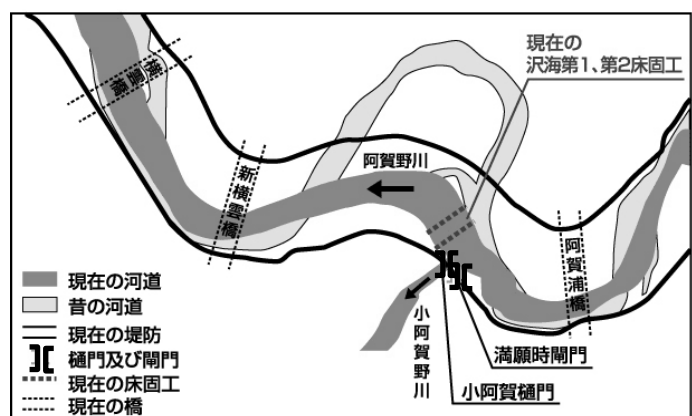 現在の
沢海第1、第2床固工
横雲橋
阿賀野川
新横雲橋
阿賀浦橋
現在の河道
昔の河道
現在の堤防
樋門及び閘門
現在の床固工
現在の橋
小阿賀野川
満願時閘門
小阿賀樋門